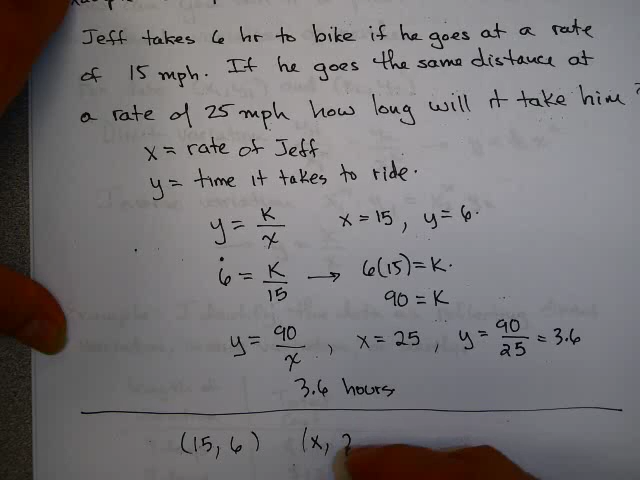 Jeff takes 6 hr to bike if he goes at a rate
of 15 mph. If he goes the same distance at
a rate of 25 mph how long will it take him?
x = rate of Jeff
y = time it takes to ride.
y = K/x   x = 15, y = 6.
6 = K/15 → 6(15) = K.
90 = K
y = 90/x , x = 25, y = 90/25 = 3.6
3.6 hours
(15, 6) (x, 2